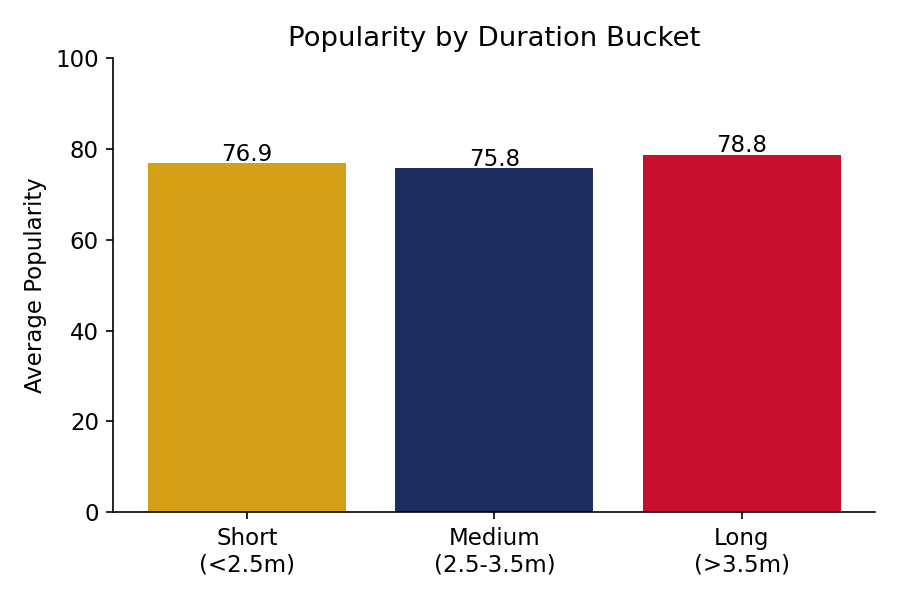 Popularity by Duration Bucket
100
80
60
40
20
0
Average Popularity
76.9
75.8
78.8
Short
(<2.5m)
Medium
(2.5-3.5m)
Long
(>3.5m)